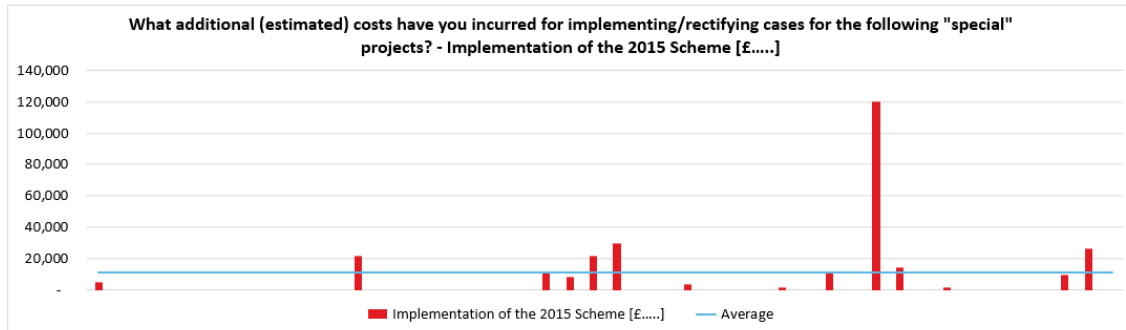 What additional (estimated) costs have you incurred for implementing/rectifying cases for the following "special"
projects? - Implementation of the 2015 Scheme [£.....]
140,000
120,000
100,000
80,000
60,000
40,000
20,000
-
Implementation of the 2015 Scheme [£.....] Average